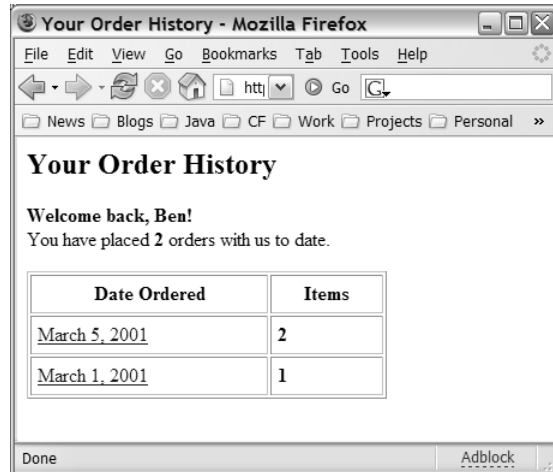 Your Order History - Mozilla Firefox
File Edit View Go Bookmarks Tab Tools Help
htt Go G
News Blogs Java CF Work Projects Personal »
Your Order History
Welcome back, Ben!
You have placed 2 orders with us to date.
Date Ordered Items
March 5, 2001 2
March 1, 2001 1
Done Adblock